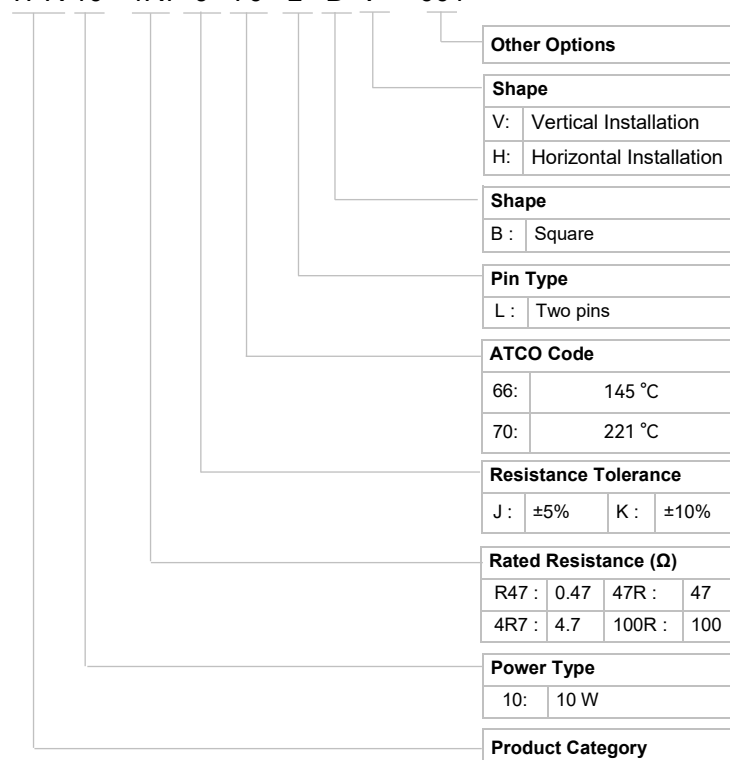 Other Options
Shape
V: Vertical Installation
H: Horizontal Installation
Shape
B : Square
Pin Type
L : Two pins
ATCO Code
66: 145 ℃
70: 221 ℃
Resistance Tolerance
J : ±5% K : ±10%
Rated Resistance (Ω)
R47 : 0.47 47R : 47
4R7 : 4.7 100R : 100
Power Type
10: 10 W
Product Category